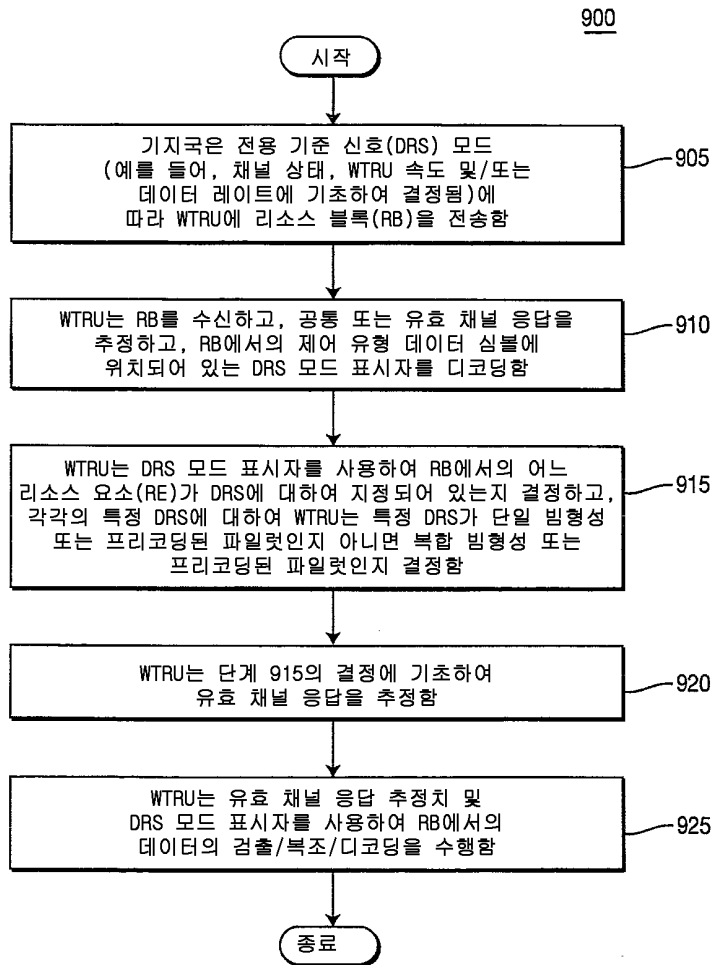 900
시작
기지국은 전용 기준 신호(DRS) 모드
(예를 들어, 채널 상태, WTRU 속도 및/또는
데이터 레이트에 기초하여 결정됨)에
따라 WTRU에 리소스 블록(RB)을 전송함
905
WTRU는 RB를 수신하고, 공통 또는 유효 채널 응답을
추정하고, RB에서의 제어 유형 데이터 심볼에
위치되어 있는 DRS 모드 표시자를 디코딩함
910
WTRU는 DRS 모드 표시자를 사용하여 RB에서의 어느
리소스 요소(RE)가 DRS에 대하여 지정되어 있는지 결정하고,
각각의 특정 DRS에 대하여 WTRU는 특정 DRS가 단일 빔형성
또는 프리코딩된 파일럿인지 아니면 복합 빔형성 또는
프리코딩된 파일럿인지 결정함
915
WTRU는 단계 915의 결정에 기초하여
유효 채널 응답을 추정함
920
WTRU는 유효 채널 응답 추정치 및
DRS 모드 표시자를 사용하여 RB에서의
데이터의 검출/복조/디코딩을 수행함
925
종료